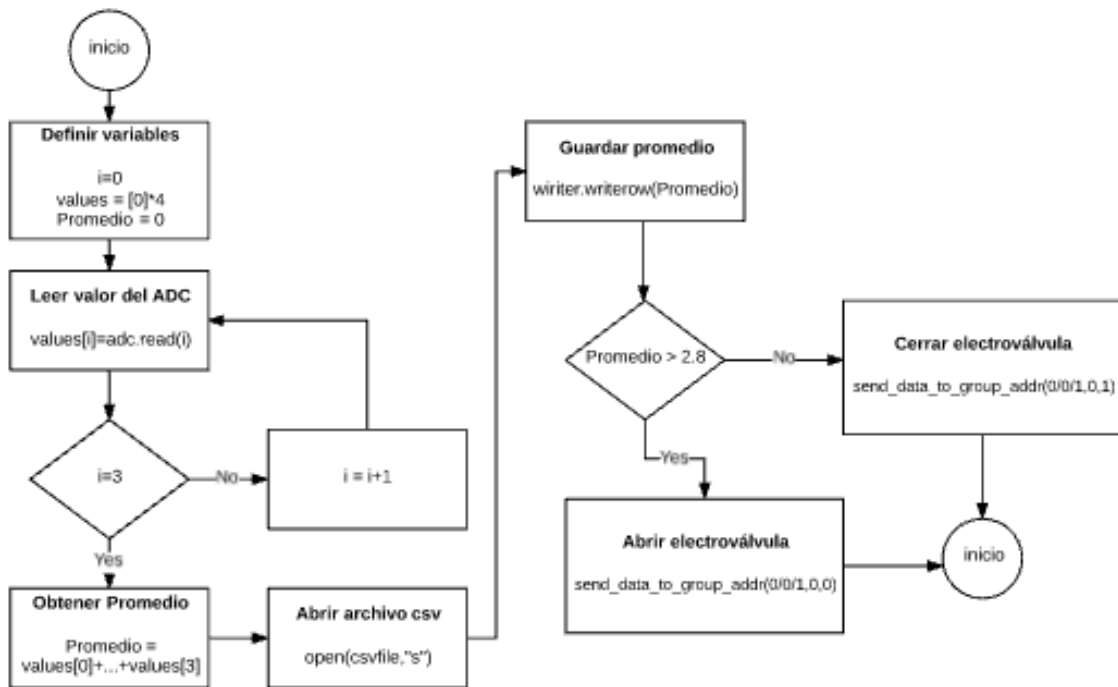 inicio
Definir variables
i=0
values = [0]*4
Promedio = 0
Leer valor del ADC
values[i]=adc.read(i)
i=3
No
i = i+1
Yes
Obtener Promedio
Promedio =
values[0]+...+values[3]
Abrir archivo csv
open(csvfile,"s")
Guardar promedio
wiriter.writerow(Promedio)
Promedio > 2.8
No
Cerrar electroválvula
send_data_to_group_addr(0/0/1,0,1)
Yes
Abrir electroválvula
send_data_to_group_addr(0/0/1,0,0)
inicio